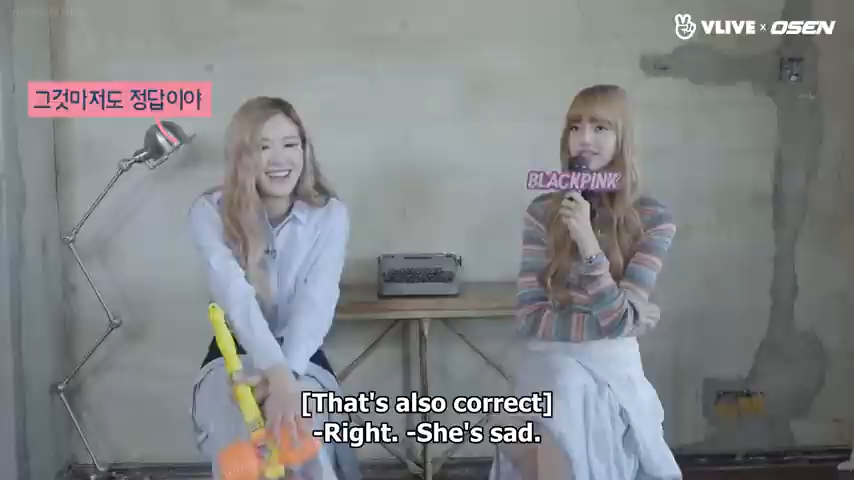 VLIVE x OSEN
그것마저도 정답이야
BLACKPINK
[That's also correct]
-Right. -She's sad.